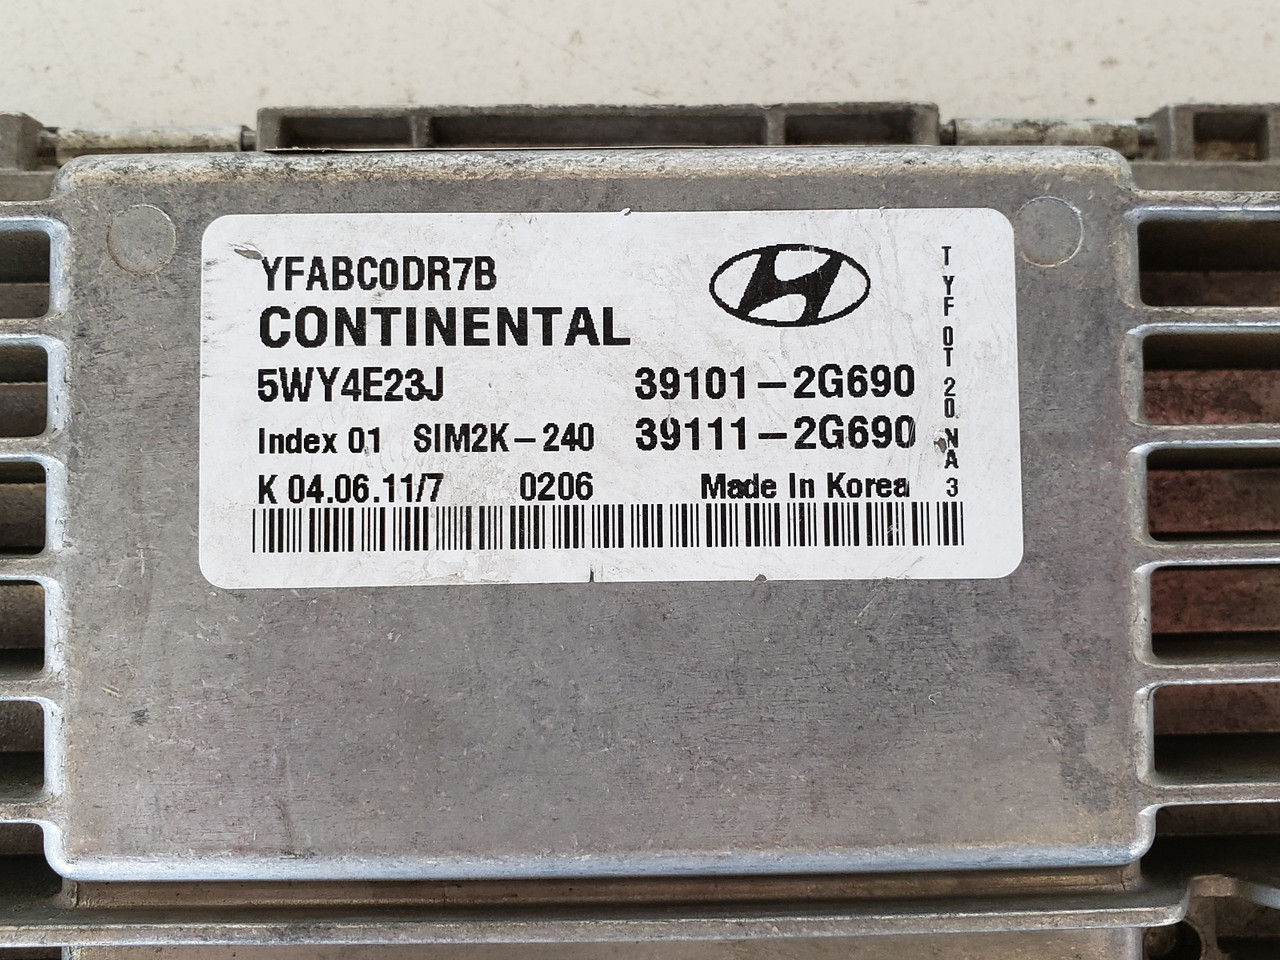 YFABC0DR7B
CONTINENTAL
5WY4E23J 39101-2G690
Index 01 SIM2K-240 39111-2G690
K 04.06.11/7 0206 Made In Korea
TYF0T20NA3